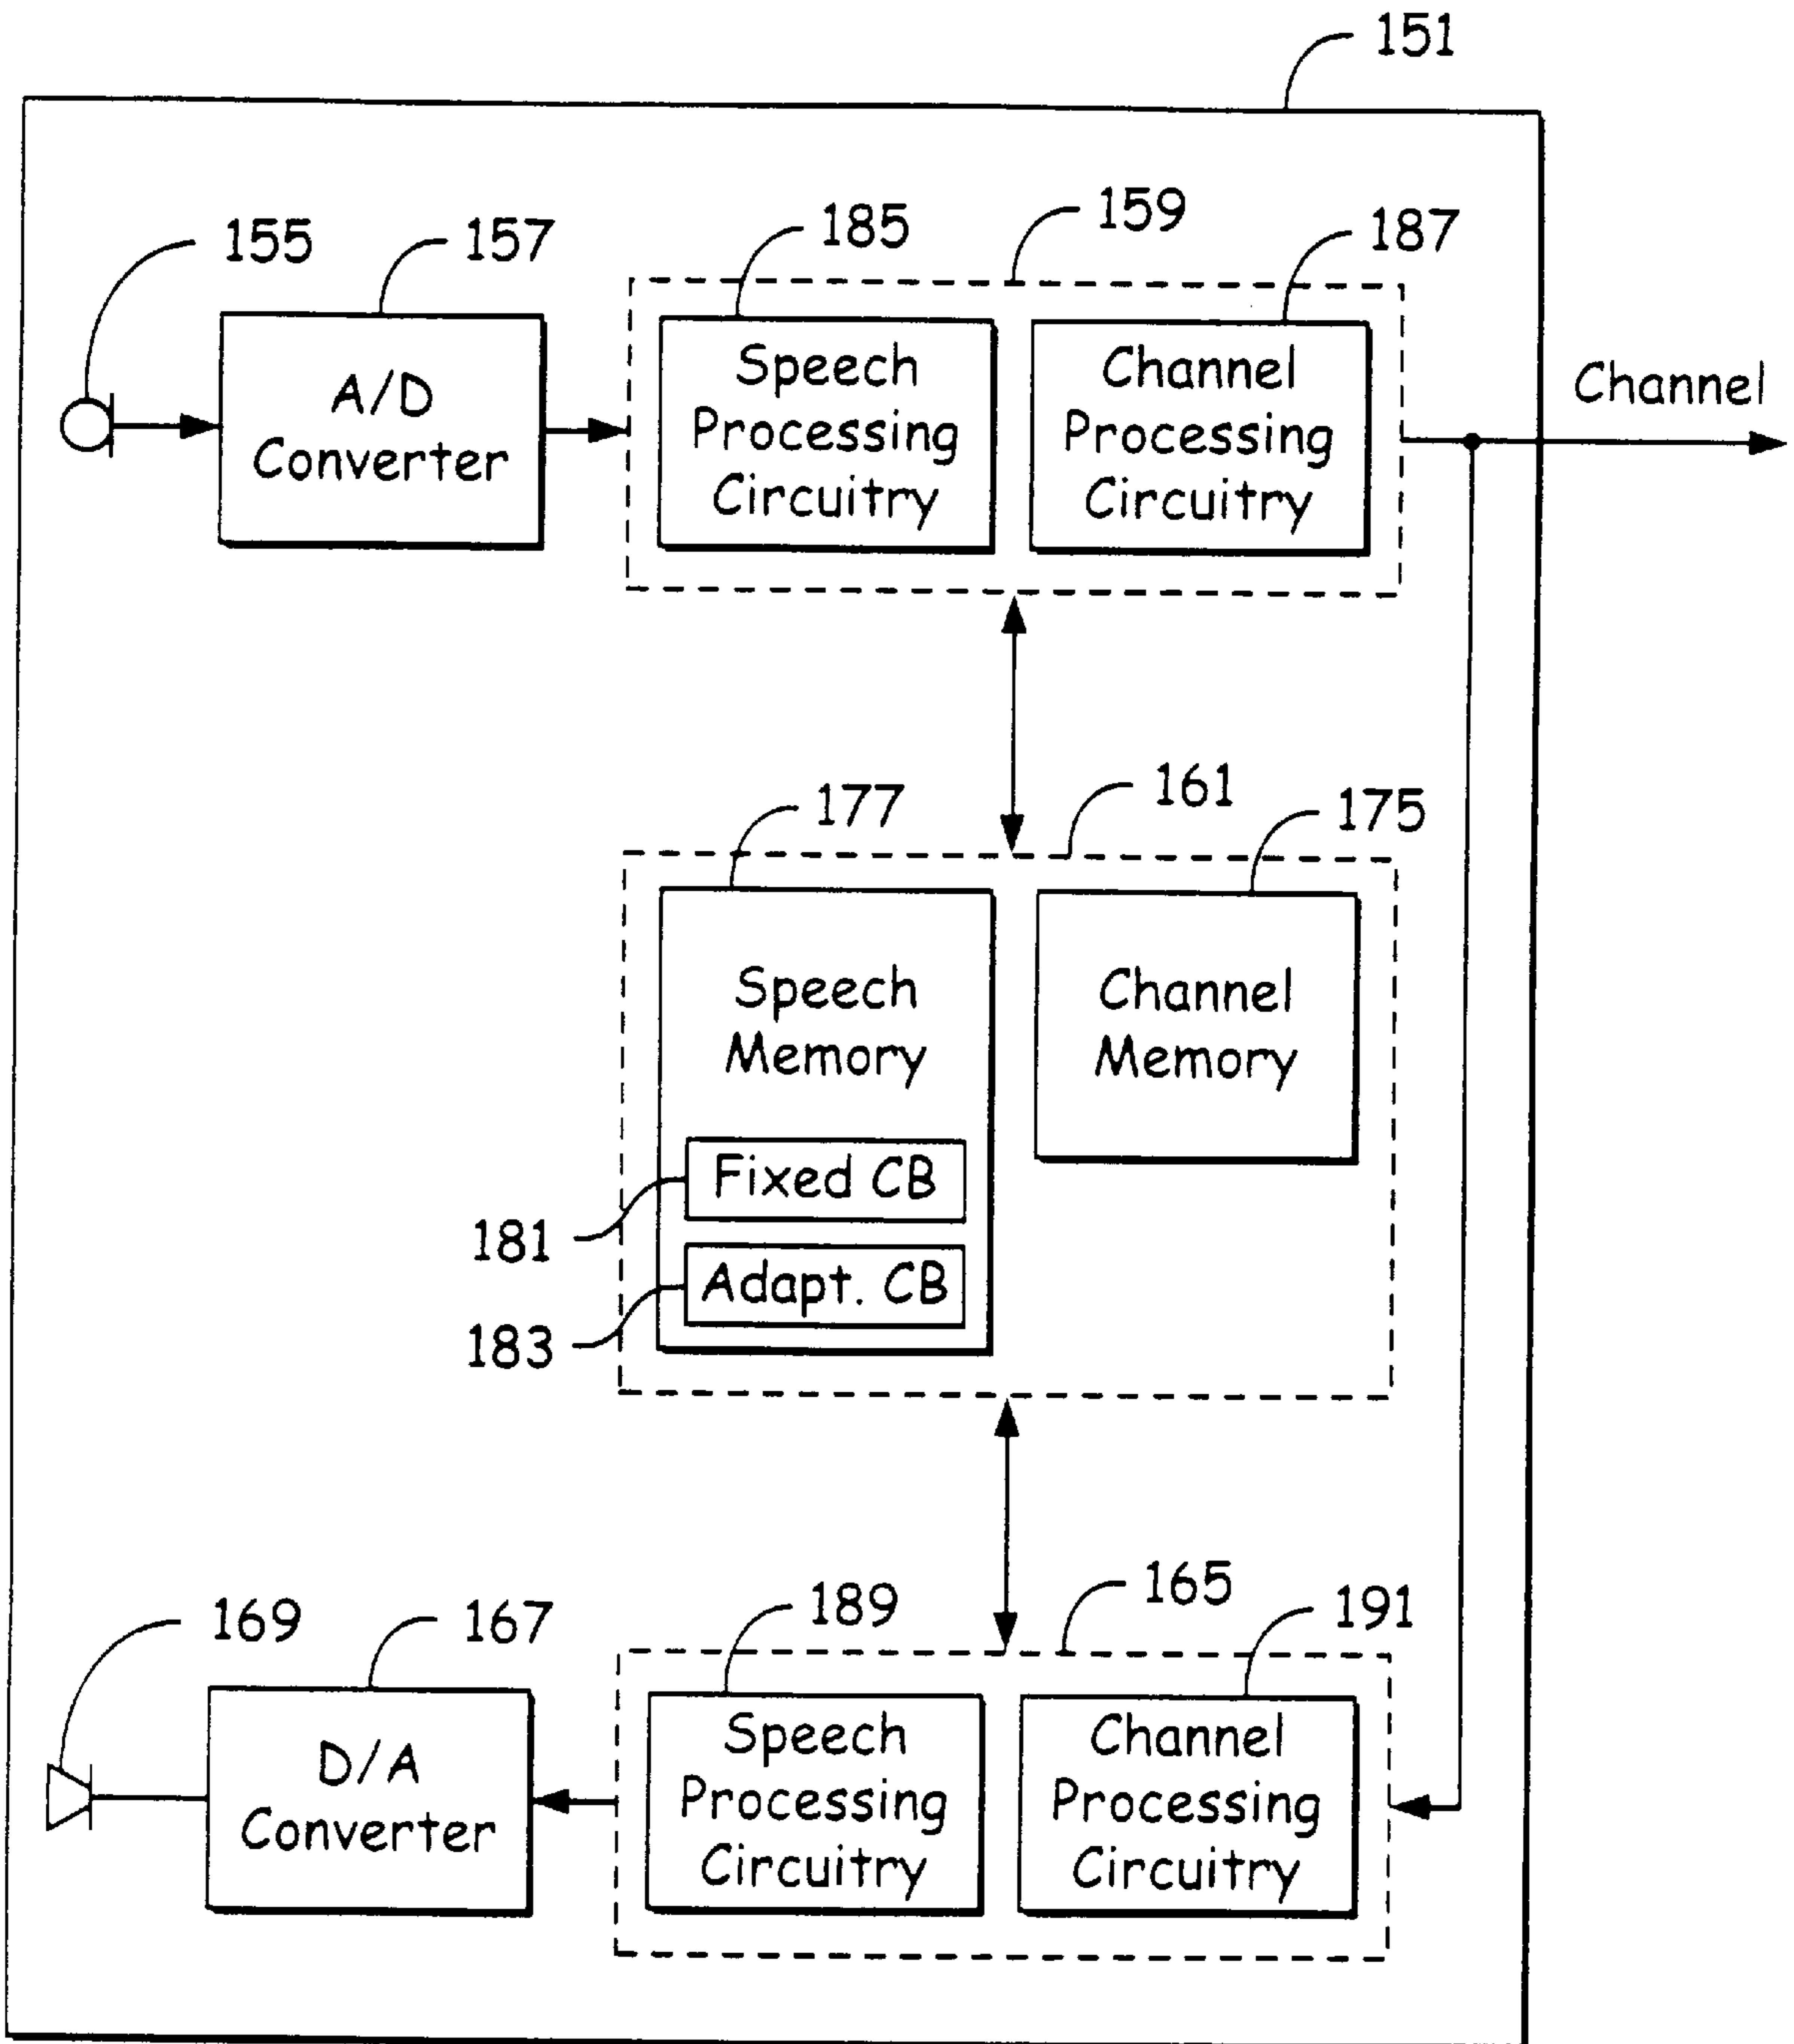 151
155
157
185
159
187
A/D
Converter
Speech
Processing
Circuitry
Channel
Processing
Circuitry
Channel
177
161
175
Speech
Memory
Channel
Memory
Fixed CB
181
Adapt. CB
183
169
167
189
165
191
D/A
Converter
Speech
Processing
Circuitry
Channel
Processing
Circuitry